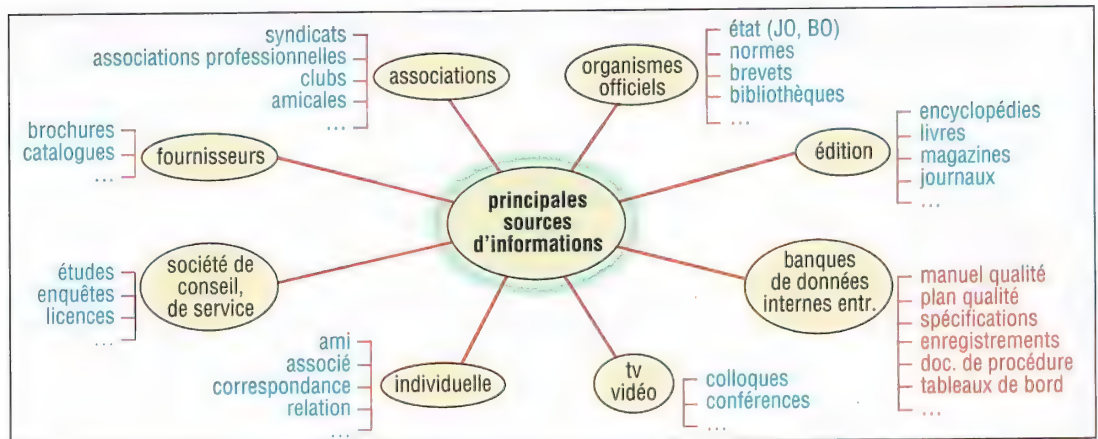 syndicats
associations professionnelles
clubs
amicales
...
associations
organismes
officiels
état (JO, BO)
normes
brevets
bibliothèques
...
brochures
catalogues
...
fournisseurs
encyclopédies
livres
magazines
journaux
...
édition
principales
sources
d'informations
études
enquêtes
licences
...
société de
conseil,
de service
banques
de données
internes entr.
manuel qualité
plan qualité
spécifications
enregistrements
doc. de procédure
tableaux de bord
...
ami
associé
correspondance
relation
...
individuelle
tv
vidéo
colloques
conférences
...